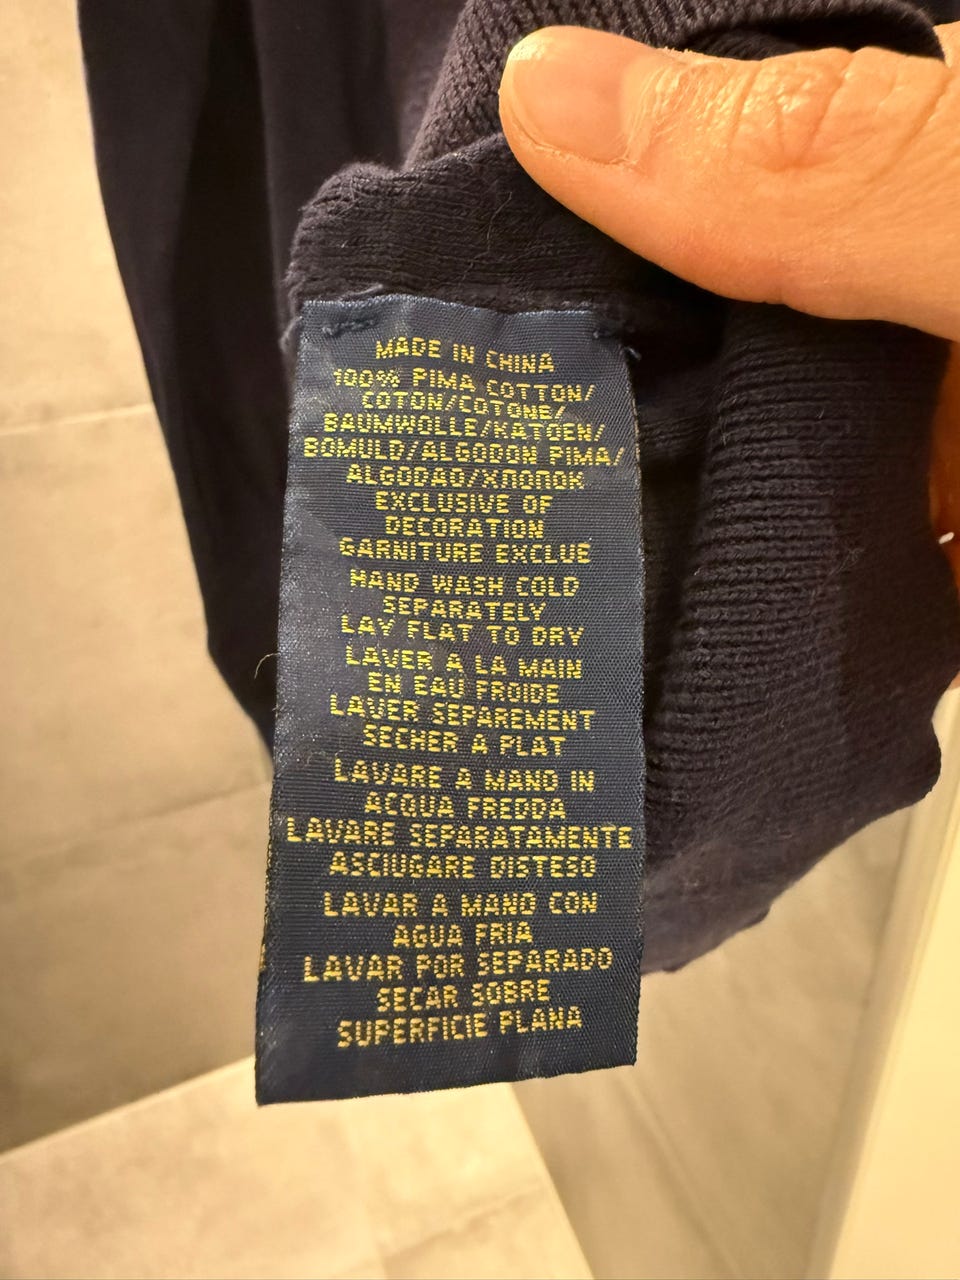 MADE IN CHINA
100% PIMA COTTON/
COTON/COTONE/
BAUMWOLLE/KATOEN/
BOMULD/ALGODON PIMA/
ALGODAO/ХЛОПОК
EXCLUSIVE OF
DECORATION
GARNITURE EXCLUE
HAND WASH COLD
SEPARATELY
LAY FLAT TO DRY
LAVER A LA MAIN
EN EAU FROIDE
LAVER SEPAREMENT
SECHER A PLAT
LAVARE A MANO IN
ACQUA FREDDA
LAVARE SEPARATAMENTE
ASCIUGARE DISTESO
LAVAR A MANO CON
AGUA FRIA
LAVAR POR SEPARADO
SECAR SOBRE
SUPERFICIE PLANA